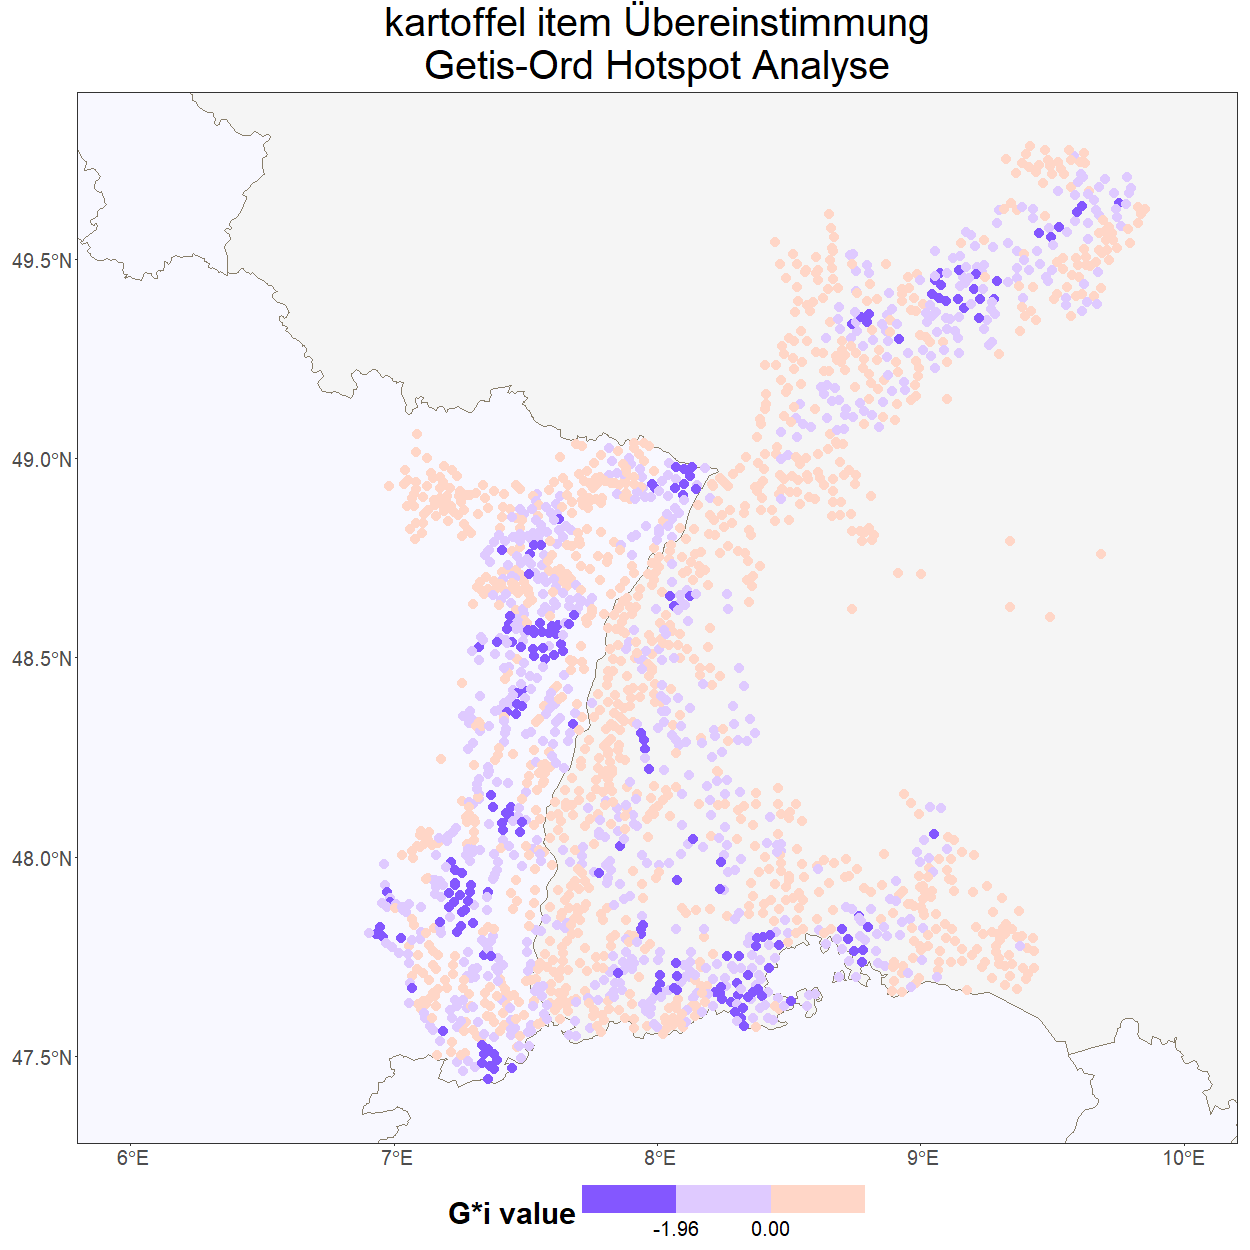 kartoffel item Übereinstimmung
Getis-Ord Hotspot Analyse
49.5°N
49.0°N
48.5°N
48.0°N
47.5°N
6°E
7°E
8°E
9°E
10°E
G*i value
-1.96
0.00